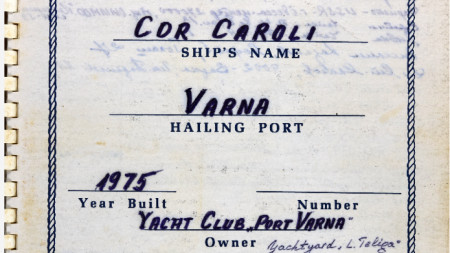 COR CAROLI
SHIP'S NAME
VARNA
HAILING PORT
1975
Year Built Number
YACHT CLUB „PORT VARNA"
Owner Yachtyard, L. Teliga"